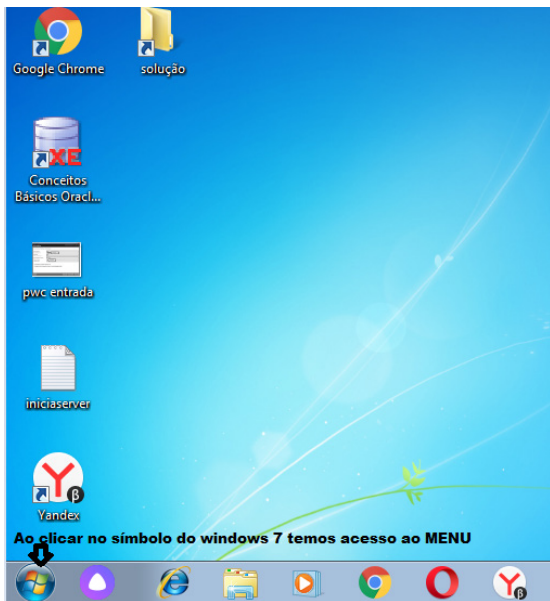 Google Chrome
solução
XE
Conceitos
Básicos Oracl...
pwc entrada
iniciaserver
Y β
Yandex
Ao clicar no símbolo do windows 7 temos acesso ao MENU
Y β